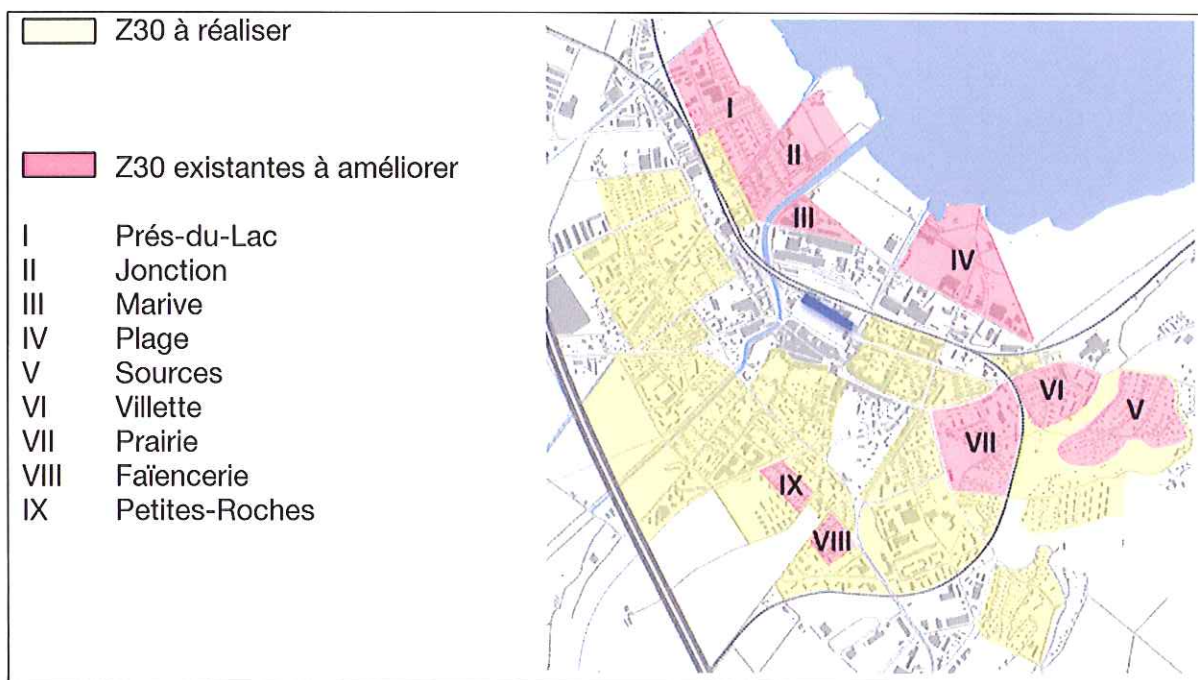 Z30 à réaliser
Z30 existantes à améliorer
I Prés-du-Lac
II Jonction
III Marive
IV Plage
V Sources
VI Villette
VII Prairie
VIII Faïencerie
IX Petites-Roches
I
II
III
IV
VI
V
VII
IX
VIII